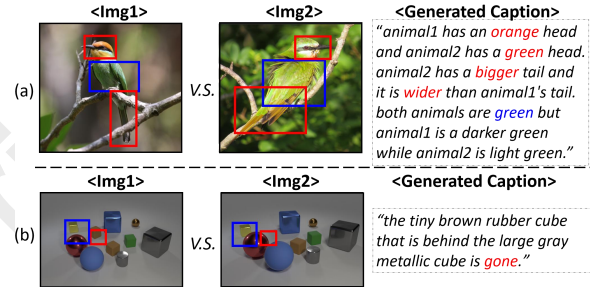 <Img1> <Img2> <Generated Caption>
(a) V.S. “animal1 has an orange head
and animal2 has a green head.
animal2 has a bigger tail and
it is wider than animal1's tail.
both animals are green but
animal1 is a darker green
while animal2 is light green.”
<Img1> <Img2> <Generated Caption>
(b) V.S. “the tiny brown rubber cube
that is behind the large gray
metallic cube is gone.”